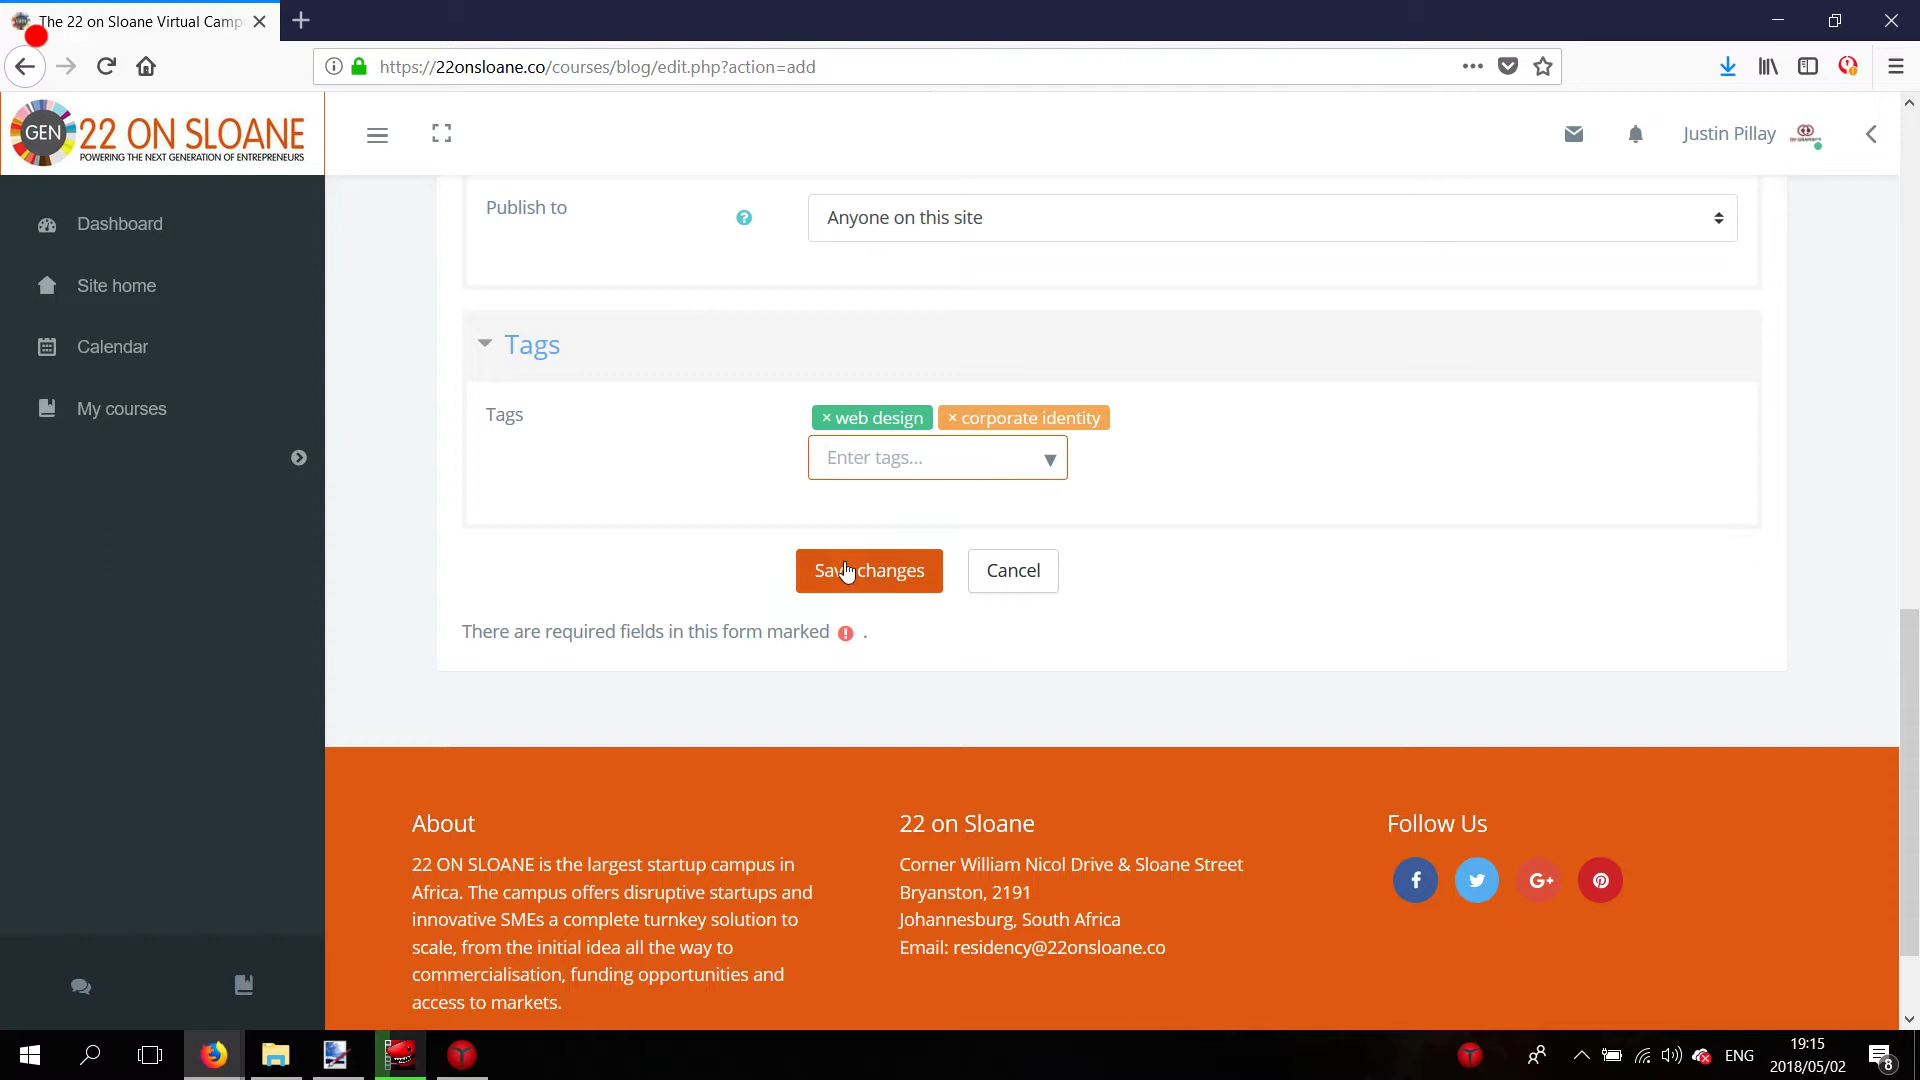 The 22 on Sloane Virtual Camp
https://22onsloane.co/courses/blog/edit.php?action=add
GEN
22 ON SLOANE
POWERING THE NEXT GENERATION OF ENTREPRENEURS
Justin Pillay
Dashboard
Site home
Calendar
My courses
Publish to
?
Anyone on this site
Tags
Tags
× web design
× corporate identity
Enter tags...
Save changes
Cancel
There are required fields in this form marked ! .
About
22 ON SLOANE is the largest startup campus in
Africa. The campus offers disruptive startups and
innovative SMEs a complete turnkey solution to
scale, from the initial idea all the way to
commercialisation, funding opportunities and
access to markets.
22 on Sloane
Corner William Nicol Drive & Sloane Street
Bryanston, 2191
Johannesburg, South Africa
Email: residency@22onsloane.co
Follow Us
f
G+
ENG
19:15
2018/05/02
8